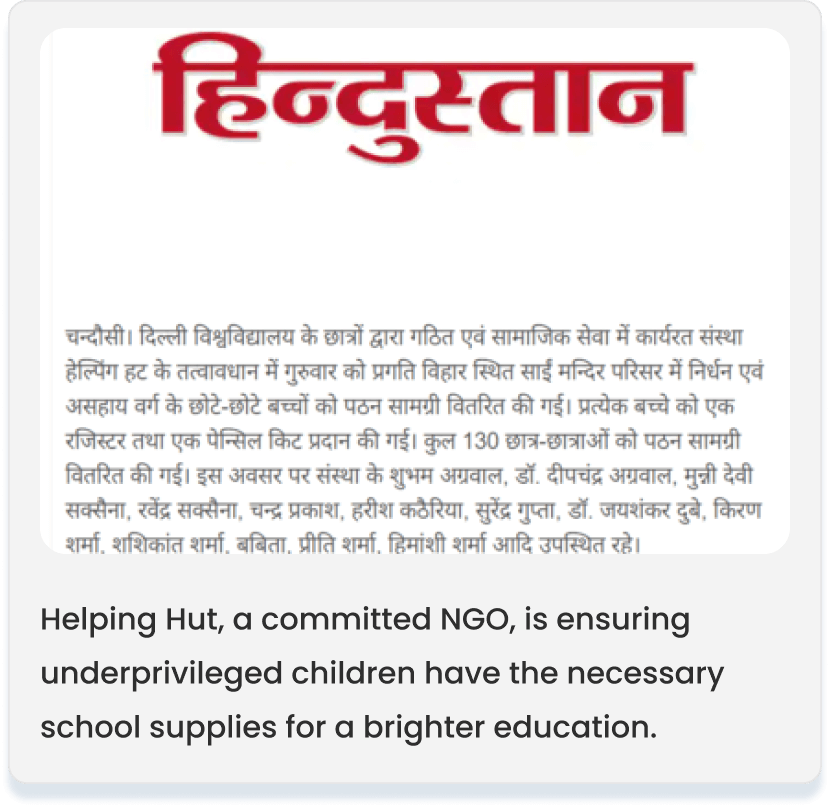 हिन्दुस्तान
चन्दौसी। दिल्ली विश्वविद्यालय के छात्रों द्वारा गठित एवं सामाजिक सेवा में कार्यरत संस्था
हेल्पिंग हट के तत्वावधान में गुरुवार को प्रगति विहार स्थित साईं मन्दिर परिसर में निर्धन एवं
असहाय वर्ग के छोटे-छोटे बच्चों को पठन सामग्री वितरित की गई। प्रत्येक बच्चे को एक
रजिस्टर तथा एक पेन्सिल किट प्रदान की गई। कुल 130 छात्र-छात्राओं को पठन सामग्री
वितरित की गई। इस अवसर पर संस्था के शुभम अग्रवाल, डॉ. दीपचंद्र अग्रवाल, मुन्नी देवी
सक्सैना, रवेंद्र सक्सैना, चन्द्र प्रकाश, हरीश कठैरिया, सुरेंद्र गुप्ता, डॉ. जयशंकर दुबे, किरण
शर्मा, शशिकांत शर्मा, बबिता, प्रीति शर्मा, हिमांशी शर्मा आदि उपस्थित रहे।
Helping Hut, a committed NGO, is ensuring
underprivileged children have the necessary
school supplies for a brighter education.